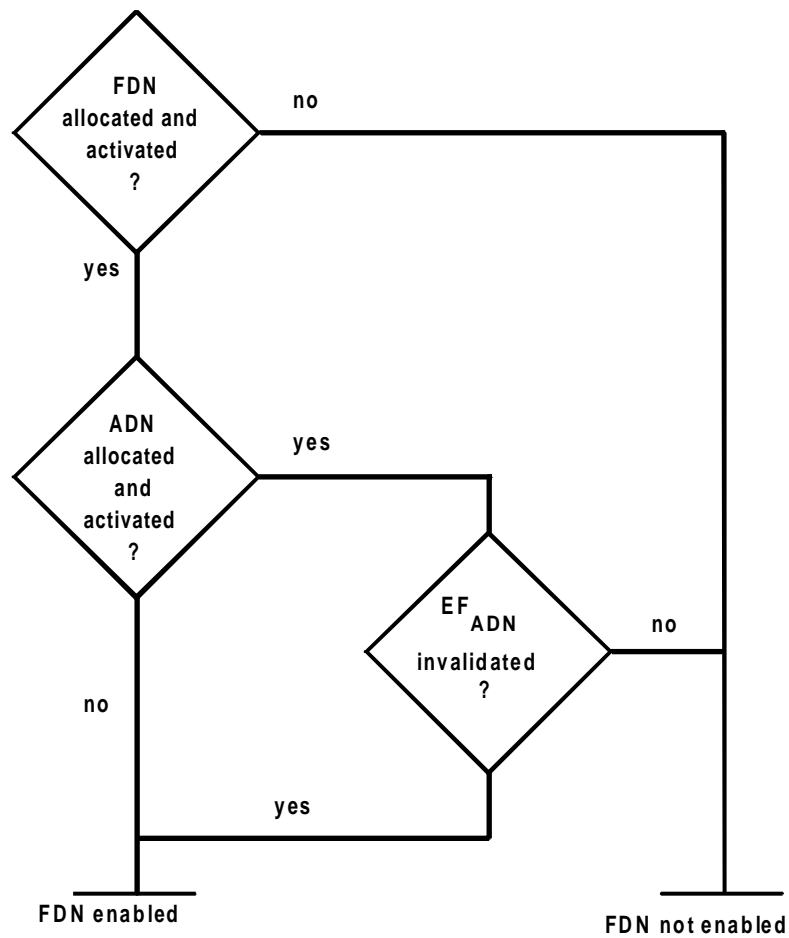 FDN
allocated and
activated
?
no
yes
ADN
allocated
and
activated
?
yes
EF ADN
invalidated
?
no
no
yes
FDN enabled
FDN not enabled